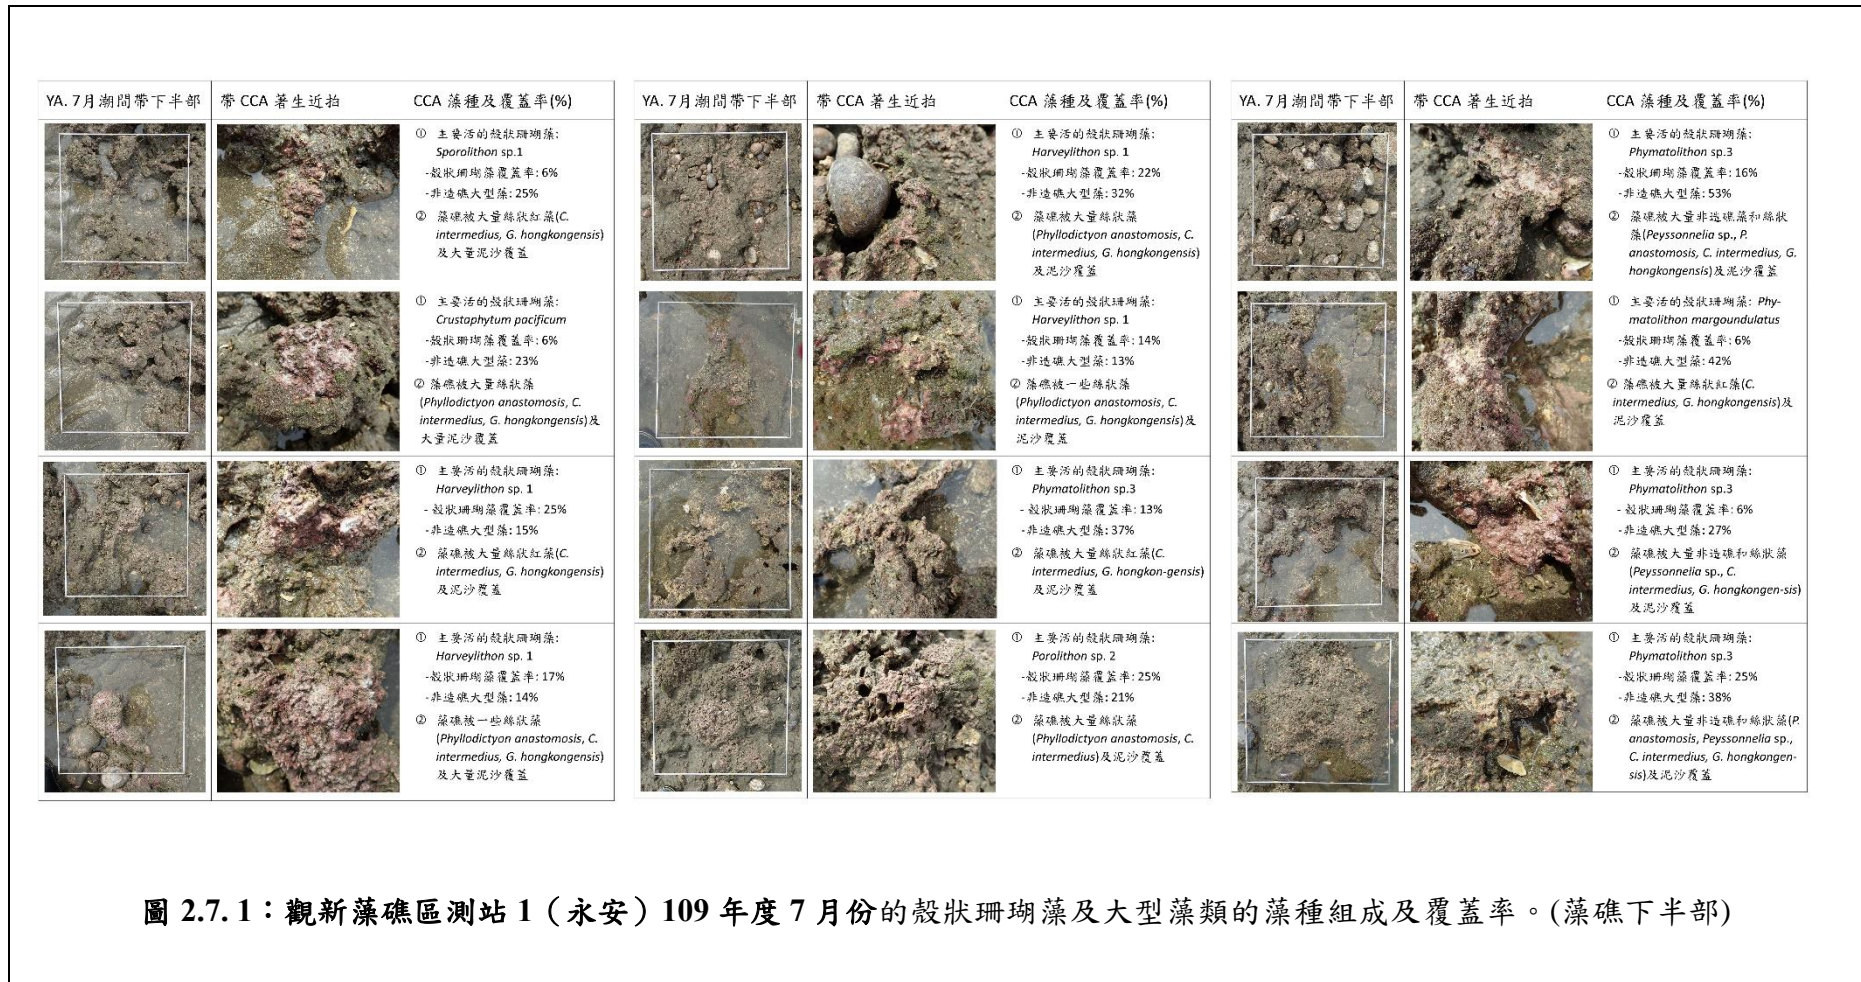 YA. 7月潮間帶下半部
帶 CCA 著生近拍
CCA 藻種及覆蓋率(%)
① 主要活的殼狀珊瑚藻:
Sporolithon sp.1
-殼狀珊瑚藻覆蓋率: 6%
-非造礁大型藻: 25%
② 藻礁被大量絲狀紅藻(C.
intermedius, G. hongkongensis)
及大量泥沙覆蓋
① 主要活的殼狀珊瑚藻:
Crustaphytum pacificum
-殼狀珊瑚藻覆蓋率: 6%
-非造礁大型藻: 23%
② 藻礁被大量絲狀藻
(Phyllodictyon anastomosis, C.
intermedius, G. hongkongensis)及
大量泥沙覆蓋
① 主要活的殼狀珊瑚藻:
Harveylithon sp. 1
- 殼狀珊瑚藻覆蓋率: 25%
-非造礁大型藻: 15%
② 藻礁被大量絲狀紅藻(C.
intermedius, G. hongkongensis)
及泥沙覆蓋
① 主要活的殼狀珊瑚藻:
Harveylithon sp. 1
-殼狀珊瑚藻覆蓋率: 17%
-非造礁大型藻: 14%
② 藻礁被一些絲狀藻
(Phyllodictyon anastomosis, C.
intermedius, G. hongkongensis)
及大量泥沙覆蓋
YA. 7月潮間帶下半部
帶 CCA 著生近拍
CCA 藻種及覆蓋率(%)
① 主要活的殼狀珊瑚藻:
Harveylithon sp. 1
-殼狀珊瑚藻覆蓋率: 22%
-非造礁大型藻: 32%
② 藻礁被大量絲狀藻
(Phyllodictyon anastomosis, C.
intermedius, G. hongkongensis)
及泥沙覆蓋
① 主要活的殼狀珊瑚藻:
Harveylithon sp. 1
-殼狀珊瑚藻覆蓋率: 14%
-非造礁大型藻: 13%
② 藻礁被一些絲狀藻
(Phyllodictyon anastomosis, C.
intermedius, G. hongkongensis)及
泥沙覆蓋
① 主要活的殼狀珊瑚藻:
Phymatolithon sp.3
- 殼狀珊瑚藻覆蓋率: 13%
-非造礁大型藻: 37%
② 藻礁被大量絲狀紅藻(C.
intermedius, G. hongkon-gensis)
及泥沙覆蓋
① 主要活的殼狀珊瑚藻:
Porolithon sp. 2
-殼狀珊瑚藻覆蓋率: 25%
-非造礁大型藻: 21%
② 藻礁被大量絲狀藻
(Phyllodictyon anastomosis, C.
intermedius)及泥沙覆蓋
YA. 7月潮間帶下半部
帶 CCA 著生近拍
CCA 藻種及覆蓋率(%)
① 主要活的殼狀珊瑚藻:
Phymatolithon sp.3
-殼狀珊瑚藻覆蓋率: 16%
-非造礁大型藻: 53%
② 藻礁被大量非造礁藻和絲狀
藻(Peyssonnelia sp., P.
anastomosis, C. intermedius, G.
hongkongensis)及泥沙覆蓋
① 主要活的殼狀珊瑚藻: Phy-
matolithon margoundulatus
-殼狀珊瑚藻覆蓋率: 6%
-非造礁大型藻: 42%
② 藻礁被大量絲狀紅藻(C.
intermedius, G. hongkongensis)及
泥沙覆蓋
① 主要活的殼狀珊瑚藻:
Phymatolithon sp.3
- 殼狀珊瑚藻覆蓋率: 6%
-非造礁大型藻: 27%
② 藻礁被大量非造礁和絲狀藻
(Peyssonnelia sp., C.
intermedius, G. hongkongen-sis)
及泥沙覆蓋
① 主要活的殼狀珊瑚藻:
Phymatolithon sp.3
-殼狀珊瑚藻覆蓋率: 25%
-非造礁大型藻: 38%
② 藻礁被大量非造礁和絲狀藻(P.
anastomosis, Peyssonnelia sp.,
C. intermedius, G. hongkongen-
sis)及泥沙覆蓋
圖 2.7. 1：觀新藻礁區測站 1（永安）109 年度 7 月份的殼狀珊瑚藻及大型藻類的藻種組成及覆蓋率。(藻礁下半部)